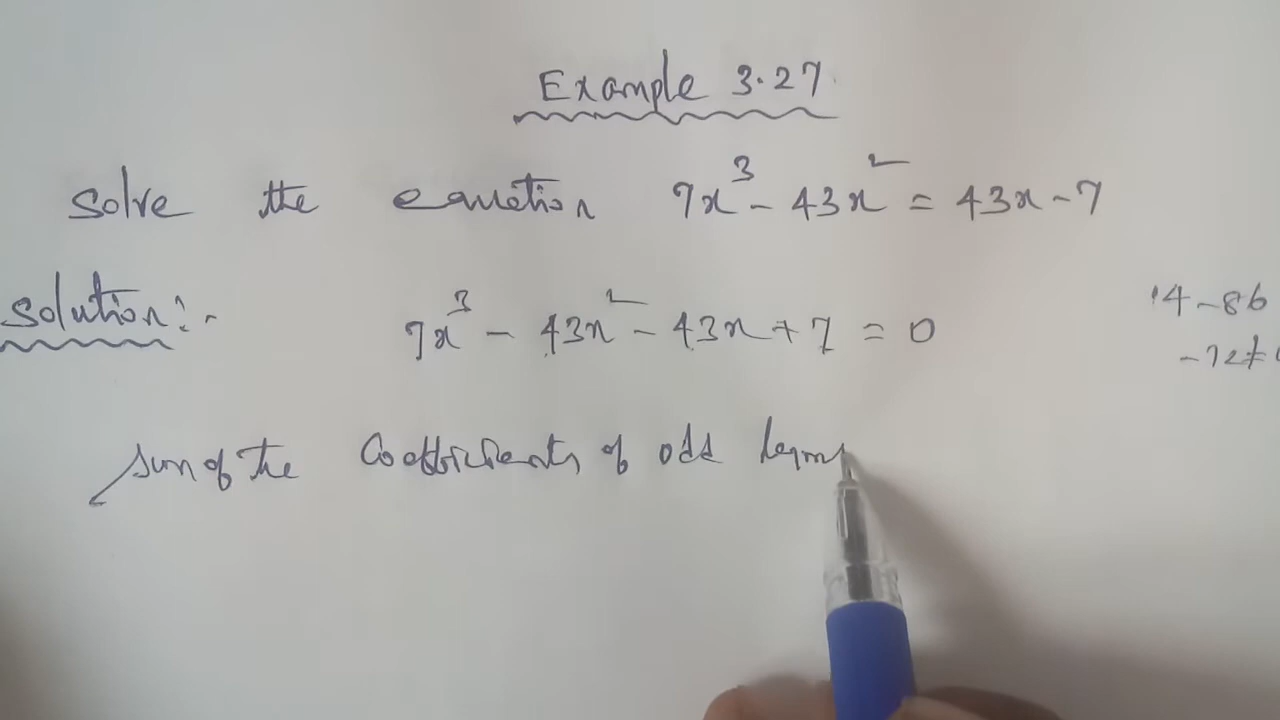 Example 3.27
Solve the equation 7x³ - 43x² = 43x - 7
Solution:-
7x³ - 43x² - 43x + 7 = 0
14 - 86
- 72 ≠
Sum of the Coefficients of odd terms